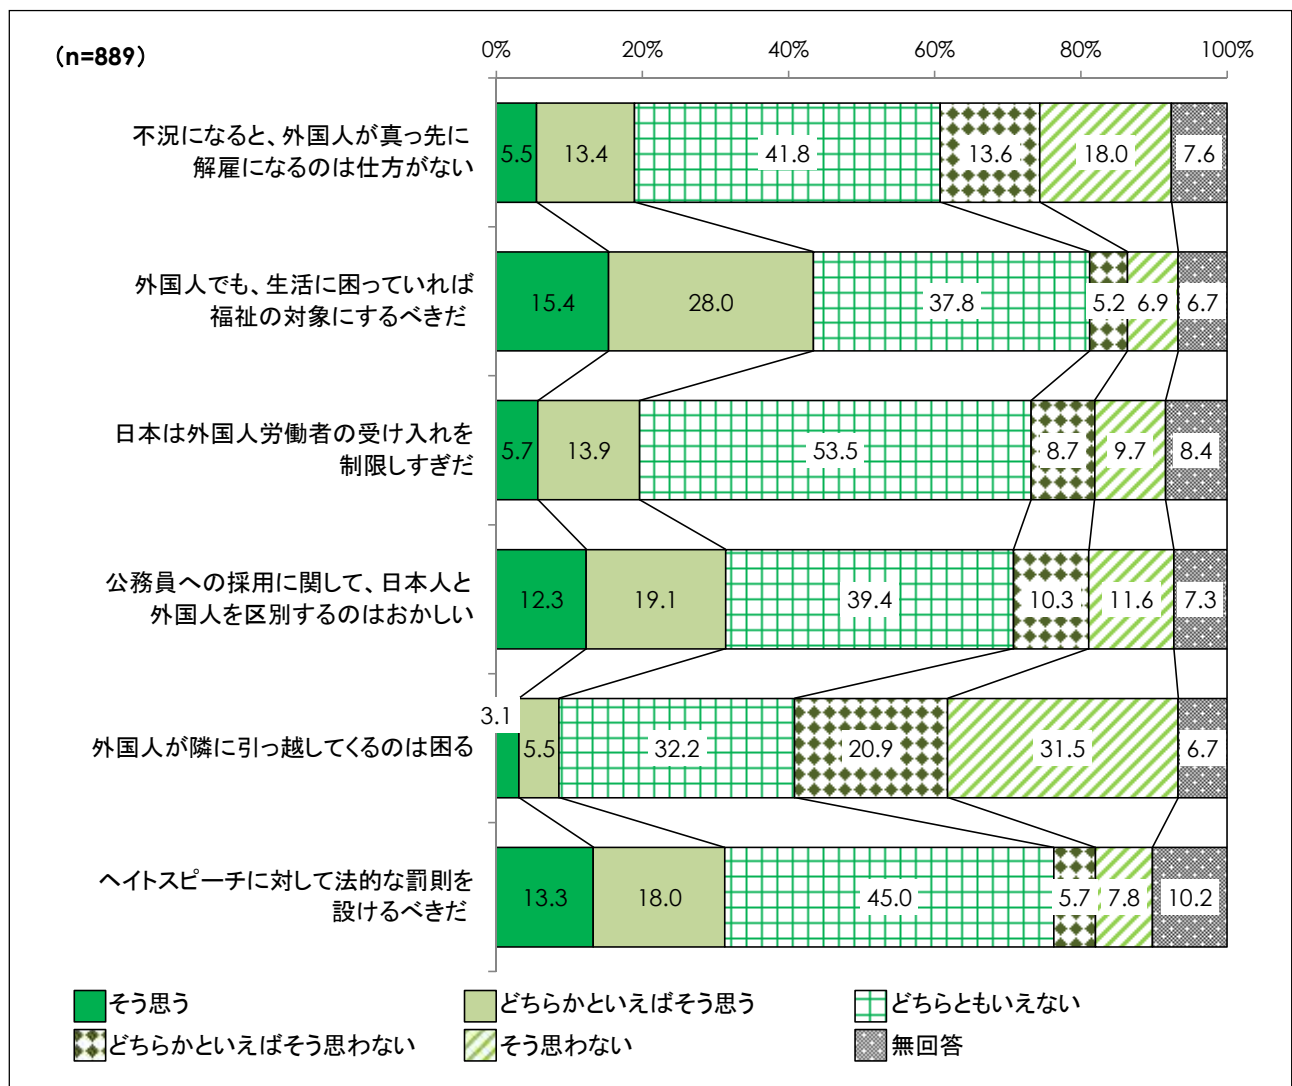 (n=889)
0% 20% 40% 60% 80% 100%
不況になると、外国人が真っ先に
解雇になるのは仕方がない
5.5 13.4 41.8 13.6 18.0 7.6
外国人でも、生活に困っていれば
福祉の対象にするべきだ
15.4 28.0 37.8 5.2 6.9 6.7
日本は外国人労働者の受け入れを
制限しすぎだ
5.7 13.9 53.5 8.7 9.7 8.4
公務員への採用に関して、日本人と
外国人を区別するのはおかしい
12.3 19.1 39.4 10.3 11.6 7.3
外国人が隣に引っ越してくるのは困る
3.1 5.5 32.2 20.9 31.5 6.7
ヘイトスピーチに対して法的な罰則を
設けるべきだ
13.3 18.0 45.0 5.7 7.8 10.2
そう思う どちらかといえばそう思う どちらともいえない
どちらかといえばそう思わない そう思わない 無回答